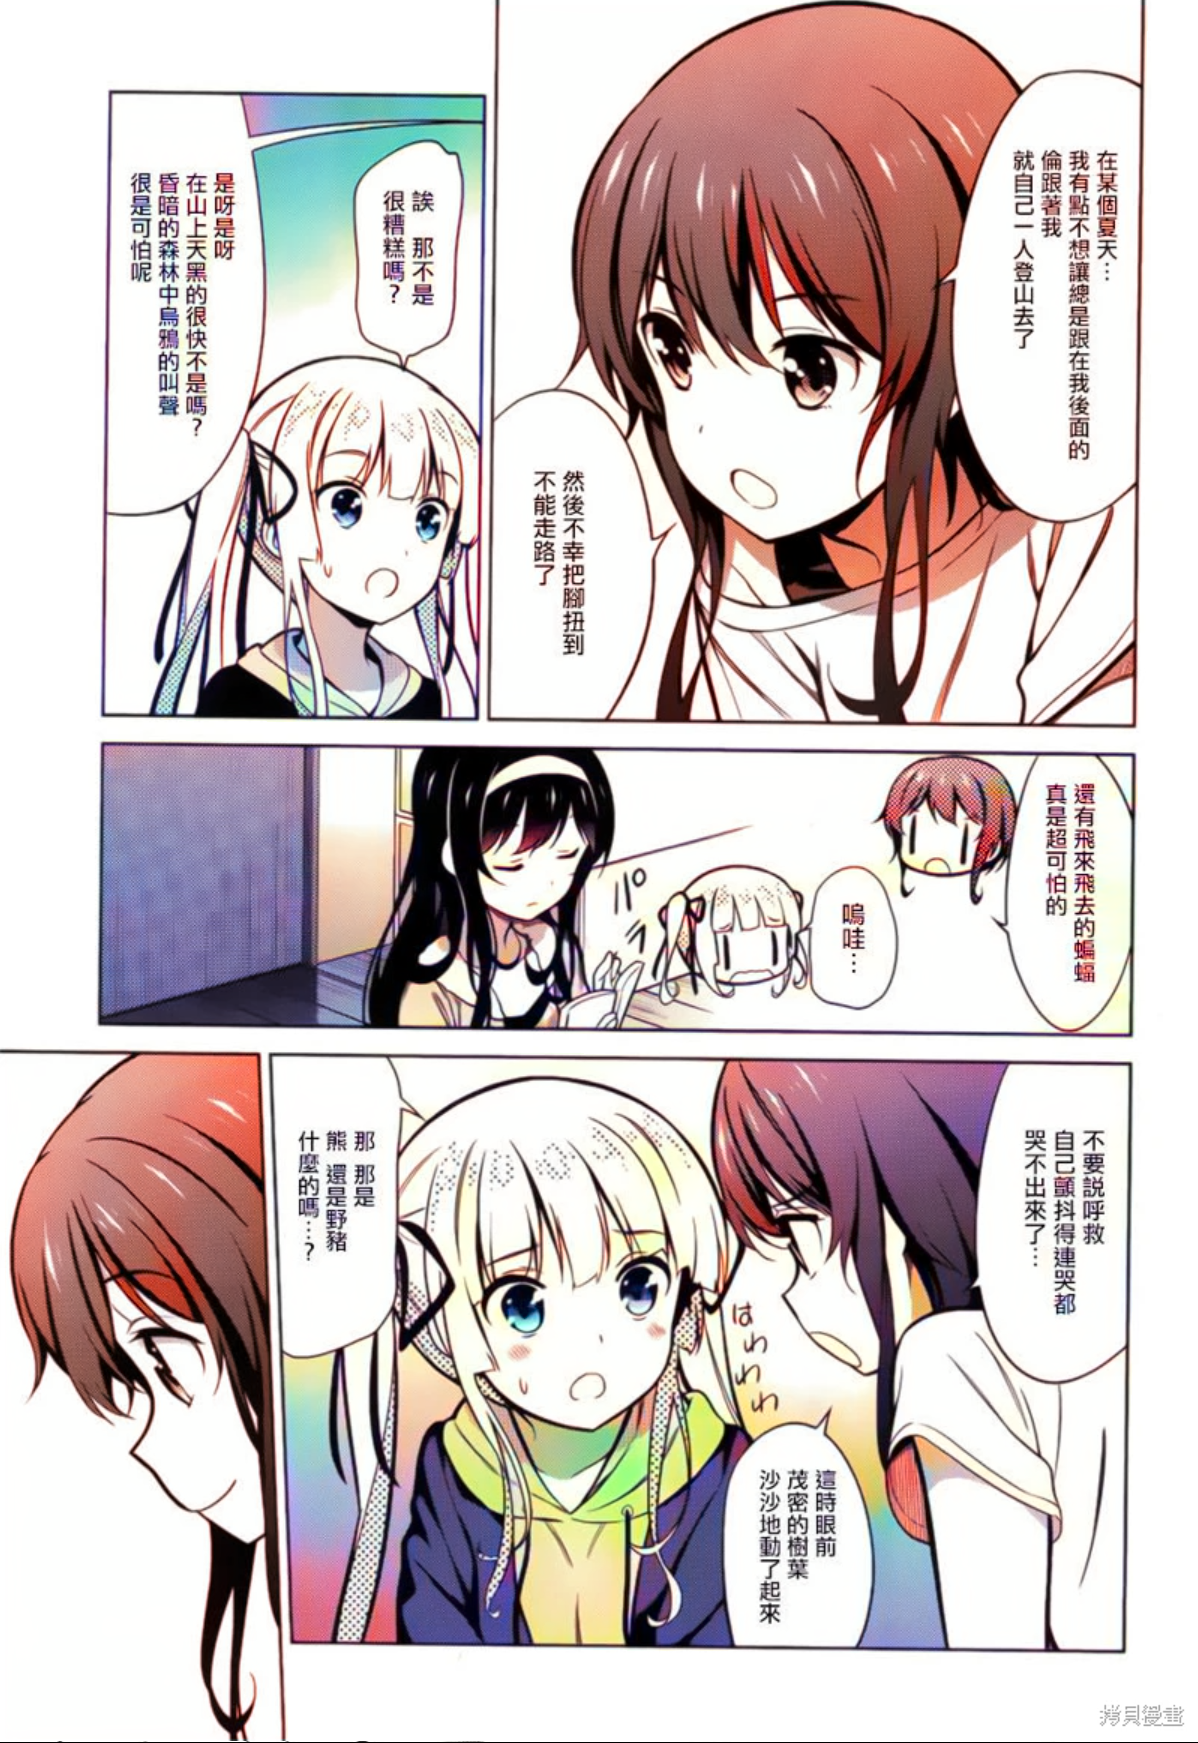 在某個夏天…
我有點不想讓總是跟在我後面的
倫跟著我
就自己一人登山去了
然後不幸把腳扭到
不能走路了
誒 那不是
很糟糕嗎？
是呀是呀
在山上天黑的很快不是嗎？
昏暗的森林中烏鴉的叫聲
很是可怕呢
還有飛來飛去的蝙蝠
真是超可怕的
嗚哇…
パ
不要説呼救
自己顫抖得連哭都
哭不出來了…
這時眼前
茂密的樹葉
沙沙地動了起來
はわわわ
那 那是
熊 還是野豬
什麼的嗎…？
拷貝漫畫